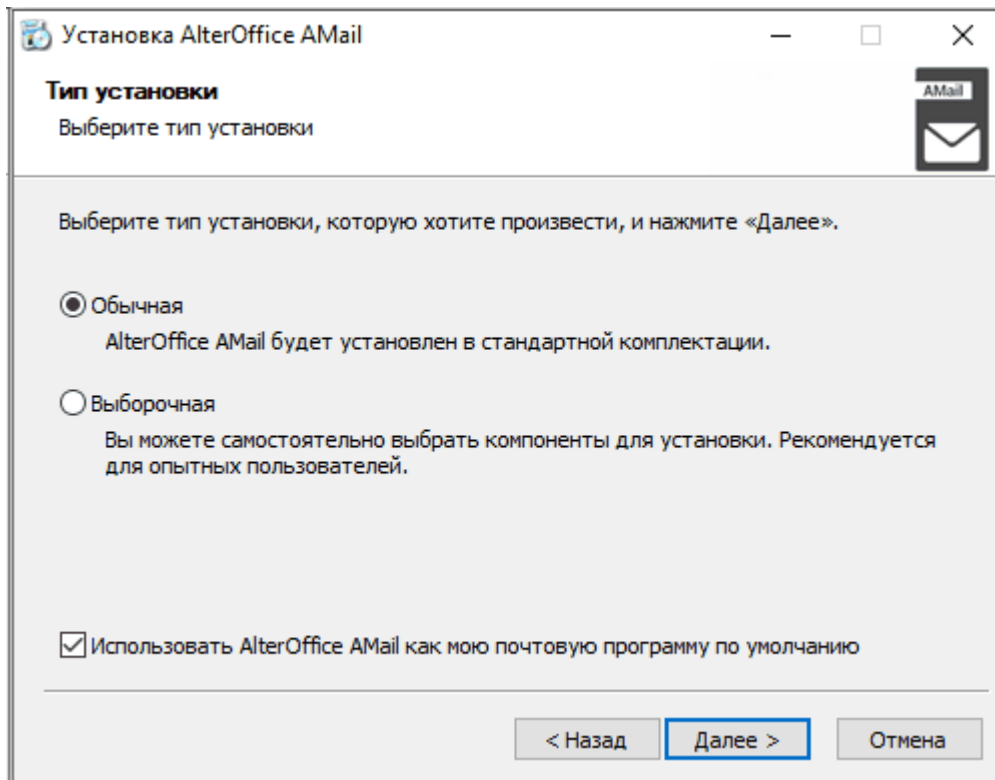 Установка AlterOffice AMail
Тип установки
Выберите тип установки
AMail
Выберите тип установки, которую хотите произвести, и нажмите «Далее».
Обычная
AlterOffice AMail будет установлен в стандартной комплектации.
Выборочная
Вы можете самостоятельно выбрать компоненты для установки. Рекомендуется
для опытных пользователей.
Использовать AlterOffice AMail как мою почтовую программу по умолчанию
< Назад
Далее >
Отмена